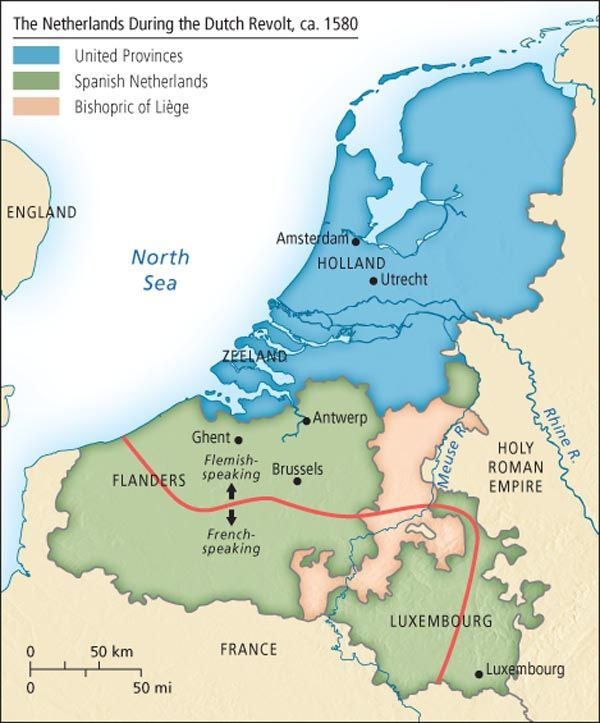 The Netherlands During the Dutch Revolt, ca. 1580
United Provinces
Spanish Netherlands
Bishopric of Liège
ENGLAND
North
Sea
Amsterdam
HOLLAND
Utrecht
ZEELAND
Antwerp
Ghent
Flemish-
speaking
Brussels
FLANDERS
French-
speaking
Meuse R.
Rhine R.
HOLY
ROMAN
EMPIRE
LUXEMBOURG
Luxembourg
FRANCE
0 50 km
0 50 mi